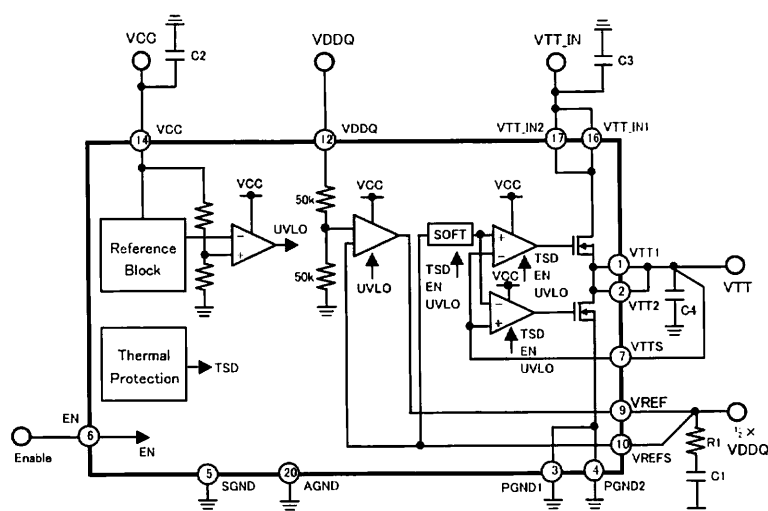 VCC
C2
VDDQ
VTT_IN
C3
14
VCC
12
VDDQ
VTT_IN2
17
16
VTT_IN1
VCC
UVLO
Reference
Block
50k
50k
VCC
UVLO
SOFT
TSD
EN
UVLO
VCC
TSD
EN
UVLO
VCC
TSD
EN
UVLO
VTT1
1
2
VTT2
VTT
C4
VTTS
7
Thermal
Protection
TSD
VREF
9
10
VREFS
½ ×
VDDQ
R1
C1
EN
6
EN
Enable
5
SGND
20
AGND
3
PGND1
4
PGND2